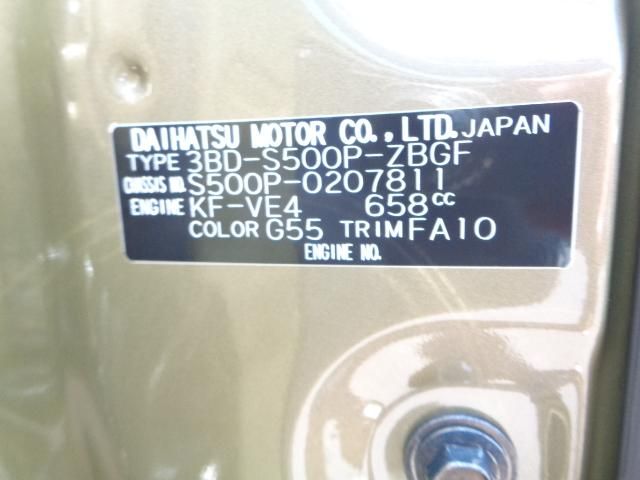 DAIHATSU MOTOR CO., LTD. JAPAN
TYPE 3BD-S500P-ZBGF
CHASSIS NO. S500P-0207811
ENGINE KF-VE4 658cc
COLOR G55 TRIM FA10
ENGINE NO.